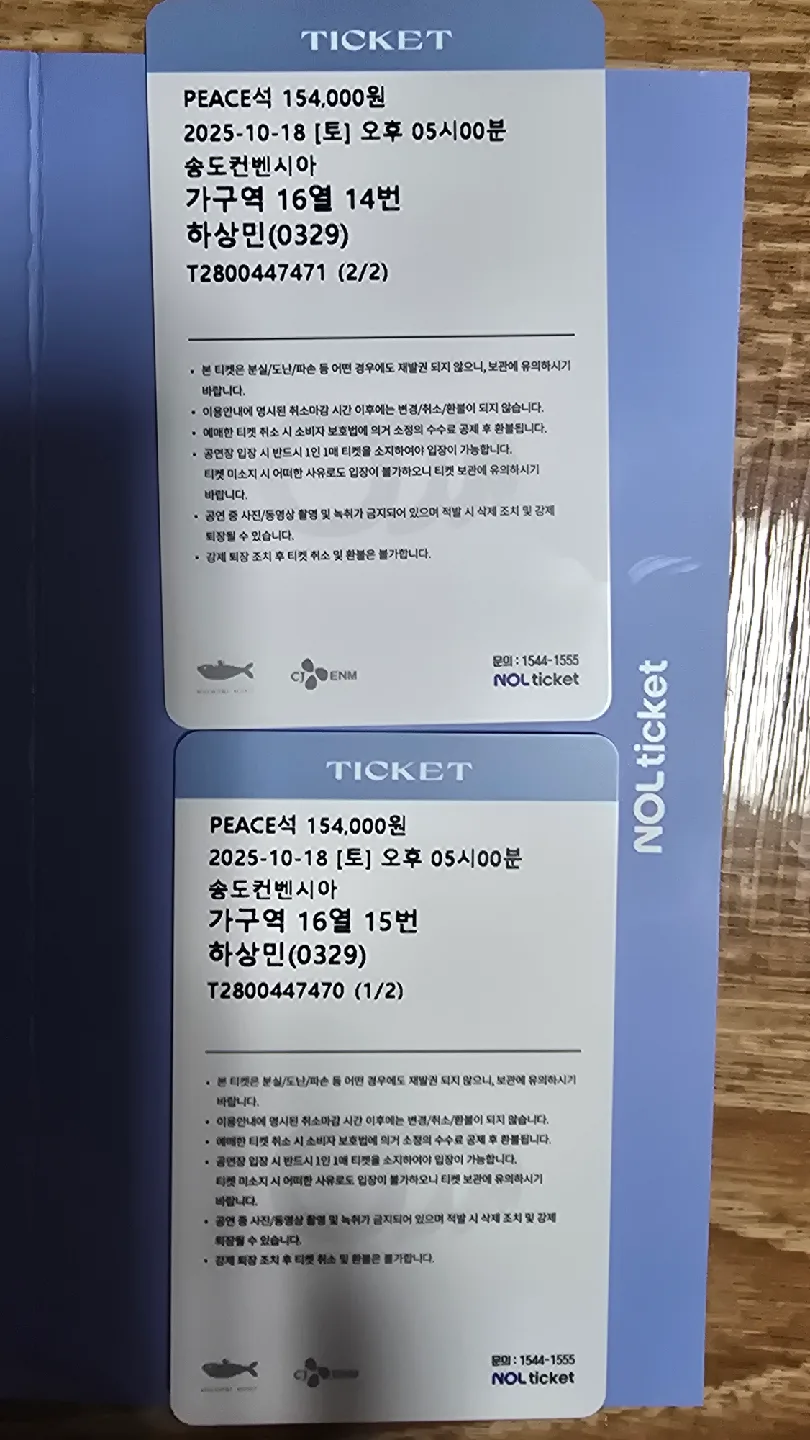 TICKET
PEACE석 154,000원
2025-10-18 [토] 오후 05시00분
송도컨벤시아
가구역 16열 14번
하상민(0329)
T2800447471 (2/2)
• 본 티켓은 분실/도난/파손 등 어떤 경우에도 재발권 되지 않으니, 보관에 유의하시기
바랍니다.
• 이용안내에 명시된 취소마감 시간 이후에는 변경/취소/환불이 되지 않습니다.
• 예매한 티켓 취소 시 소비자 보호법에 의거 소정의 수수료 공제 후 환불됩니다.
• 공연장 입장 시 반드시 1인 1매 티켓을 소지하여야 입장이 가능합니다.
티켓 미소지 시 어떠한 사유로도 입장이 불가하오니 티켓 보관에 유의하시기
바랍니다.
• 공연 중 사진/동영상 촬영 및 녹취가 금지되어 있으며 적발 시 삭제 조치 및 강제
퇴장될 수 있습니다.
• 강제 퇴장 조치 후 티켓 취소 및 환불은 불가합니다.
CJ ENM
문의 : 1544-1555
NOL ticket
NOL ticket
TICKET
PEACE석 154,000원
2025-10-18 [토] 오후 05시00분
송도컨벤시아
가구역 16열 15번
하상민(0329)
T2800447470 (1/2)
• 본 티켓은 분실/도난/파손 등 어떤 경우에도 재발권 되지 않으니, 보관에 유의하시기
바랍니다.
• 이용안내에 명시된 취소마감 시간 이후에는 변경/취소/환불이 되지 않습니다.
• 예매한 티켓 취소 시 소비자 보호법에 의거 소정의 수수료 공제 후 환불됩니다.
• 공연장 입장 시 반드시 1인 1매 티켓을 소지하여야 입장이 가능합니다.
티켓 미소지 시 어떠한 사유로도 입장이 불가하오니 티켓 보관에 유의하시기
바랍니다.
• 공연 중 사진/동영상 촬영 및 녹취가 금지되어 있으며 적발 시 삭제 조치 및 강제
퇴장될 수 있습니다.
• 강제 퇴장 조치 후 티켓 취소 및 환불은 불가합니다.
CJ
문의 : 1544-1555
NOL ticket